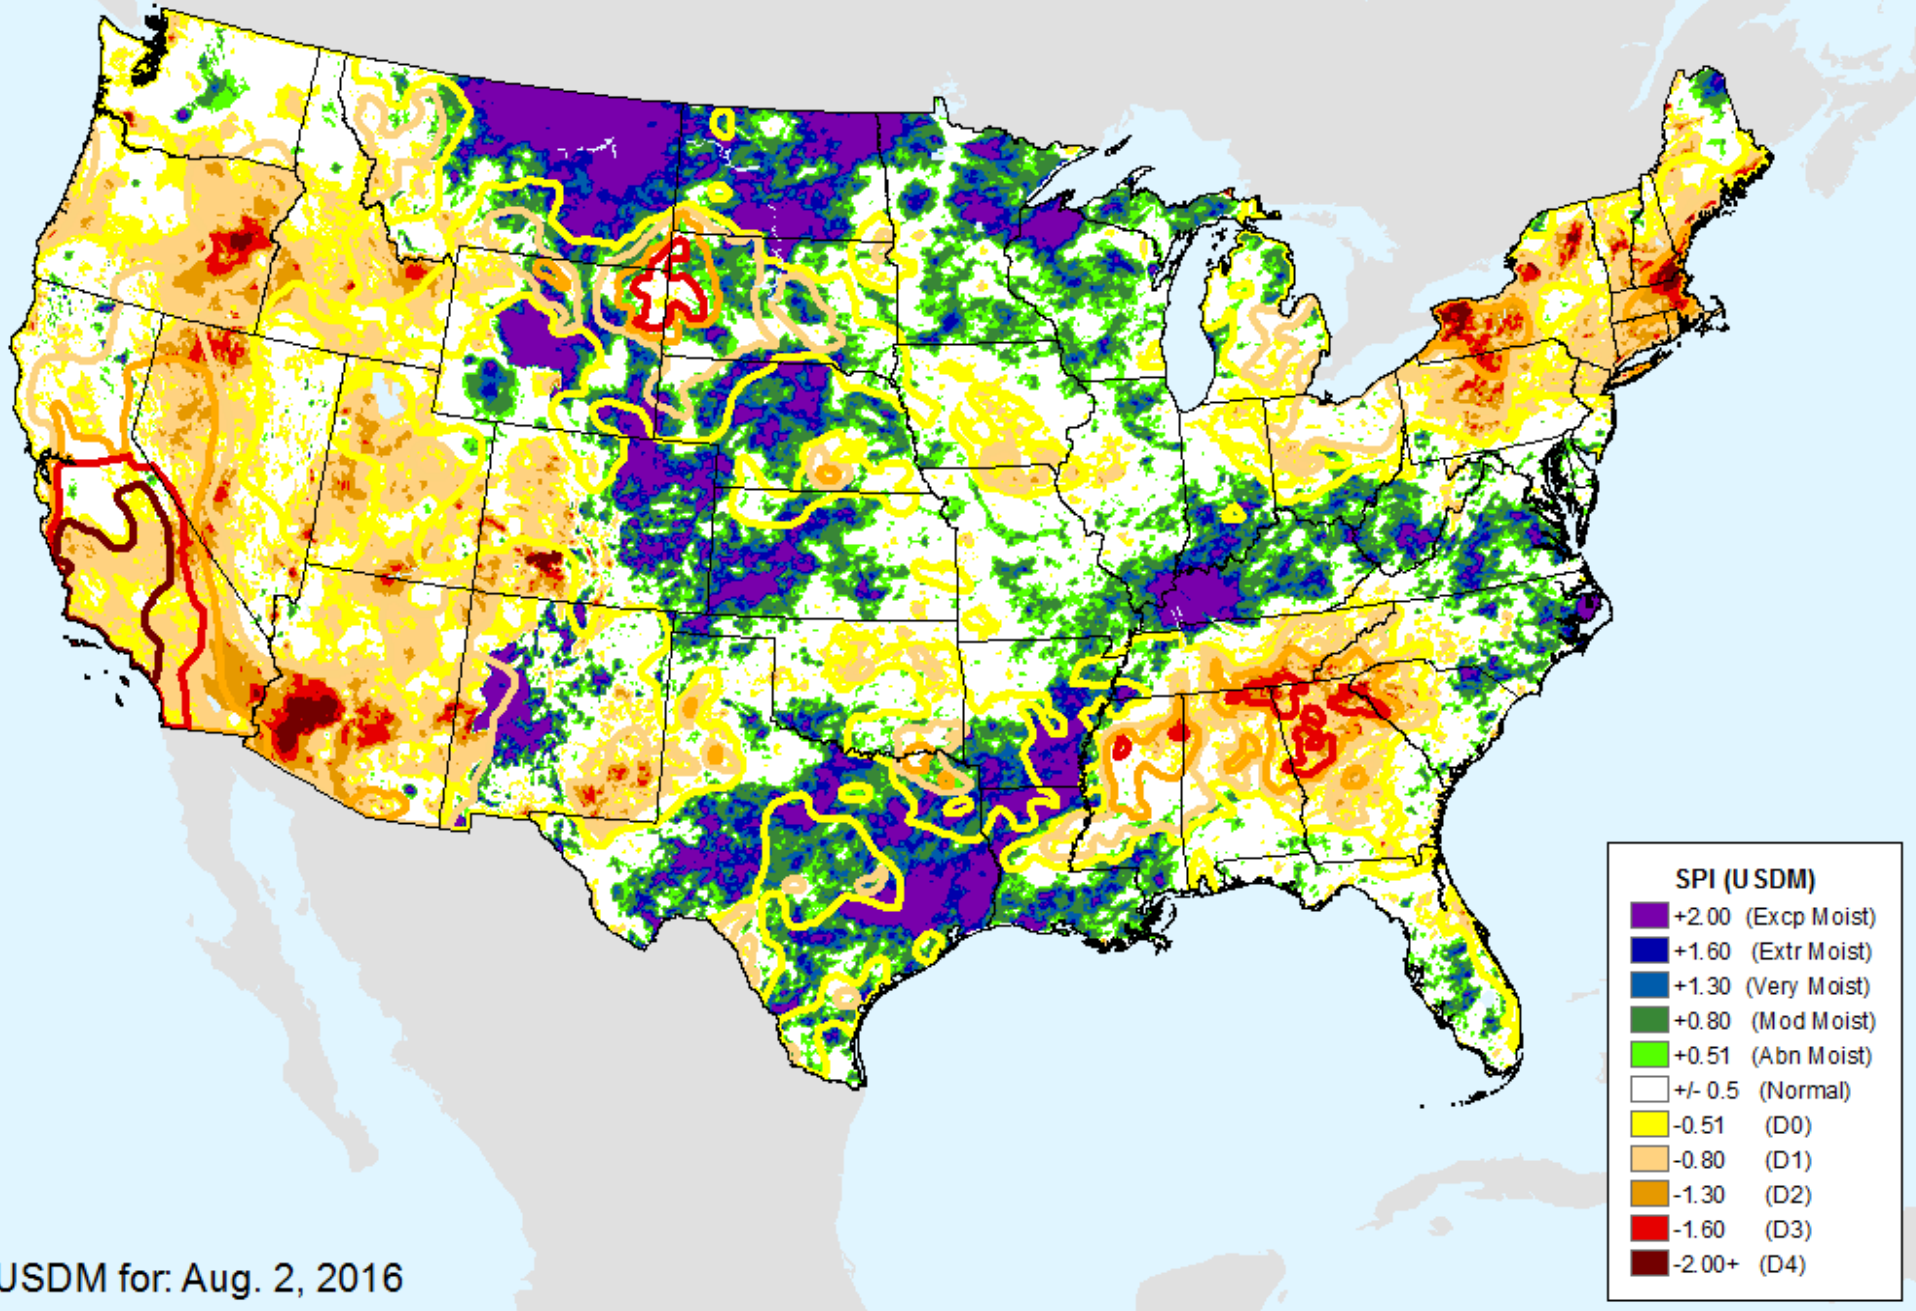 SPI (USDM)
+2.00 (Excp Moist)
+1.60 (Extr Moist)
+1.30 (Very Moist)
+0.80 (Mod Moist)
+0.51 (Abn Moist)
+/- 0.5 (Normal)
-0.51 (D0)
-0.80 (D1)
-1.30 (D2)
-1.60 (D3)
-2.00+ (D4)
USDM for: Aug. 2, 2016